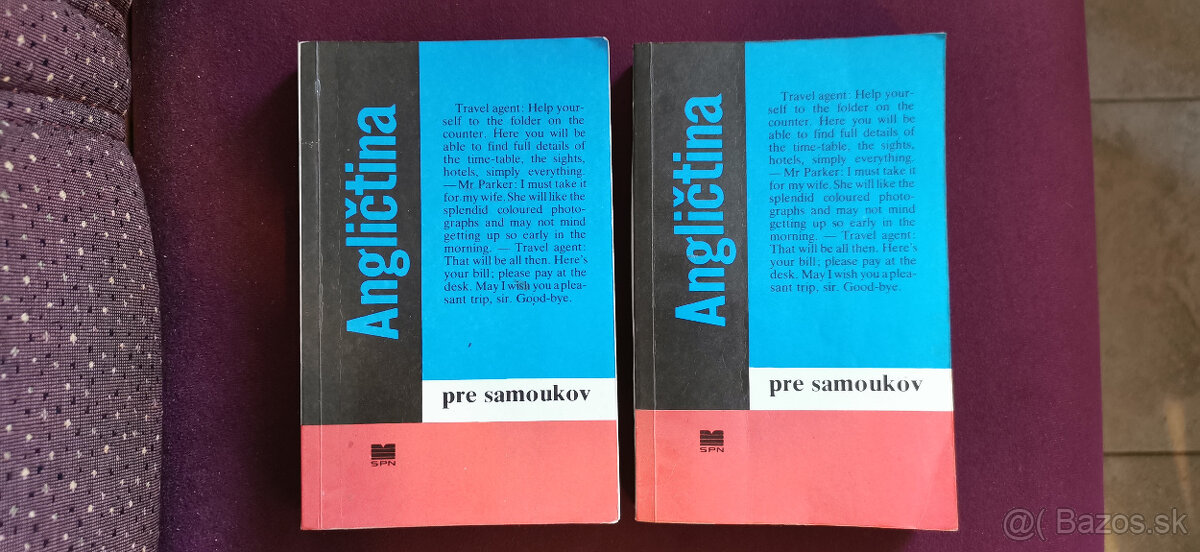 Angličtina
Travel agent: Help your-
self to the folder on the
counter. Here you will be
able to find full details of
the time-table, the sights,
hotels, simply everything.
— Mr Parker: I must take it
for my wife. She will like the
splendid coloured photo-
graphs and may not mind
getting up so early in the
morning. — Travel agent:
That will be all then. Here's
your bill; please pay at the
desk. May I wish you a plea-
sant trip, sir. Good-bye.
pre samoukov
SPN
Angličtina
Travel agent: Help your-
self to the folder on the
counter. Here you will be
able to find full details of
the time-table, the sights,
hotels, simply everything.
— Mr Parker: I must take it
for my wife. She will like the
splendid coloured photo-
graphs and may not mind
getting up so early in the
morning. — Travel agent:
That will be all then. Here's
your bill; please pay at the
desk. May I wish you a plea-
sant trip, sir. Good-bye.
pre samoukov
SPN
@( Bazos.sk